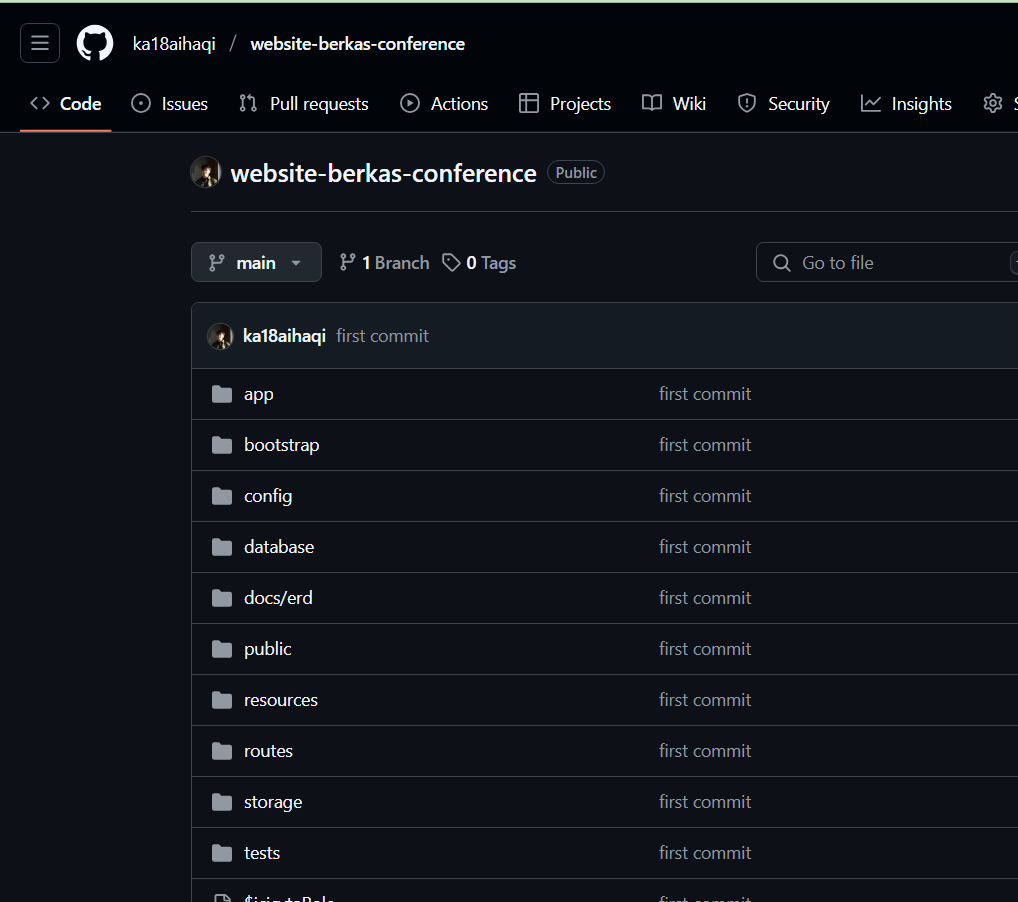 ka18aihaqi / website-berkas-conference
Code Issues Pull requests Actions Projects Wiki Security Insights
website-berkas-conference Public
main 1 Branch 0 Tags Go to file
ka18aihaqi first commit
app first commit
bootstrap first commit
config first commit
database first commit
docs/erd first commit
public first commit
resources first commit
routes first commit
storage first commit
tests first commit
first commit